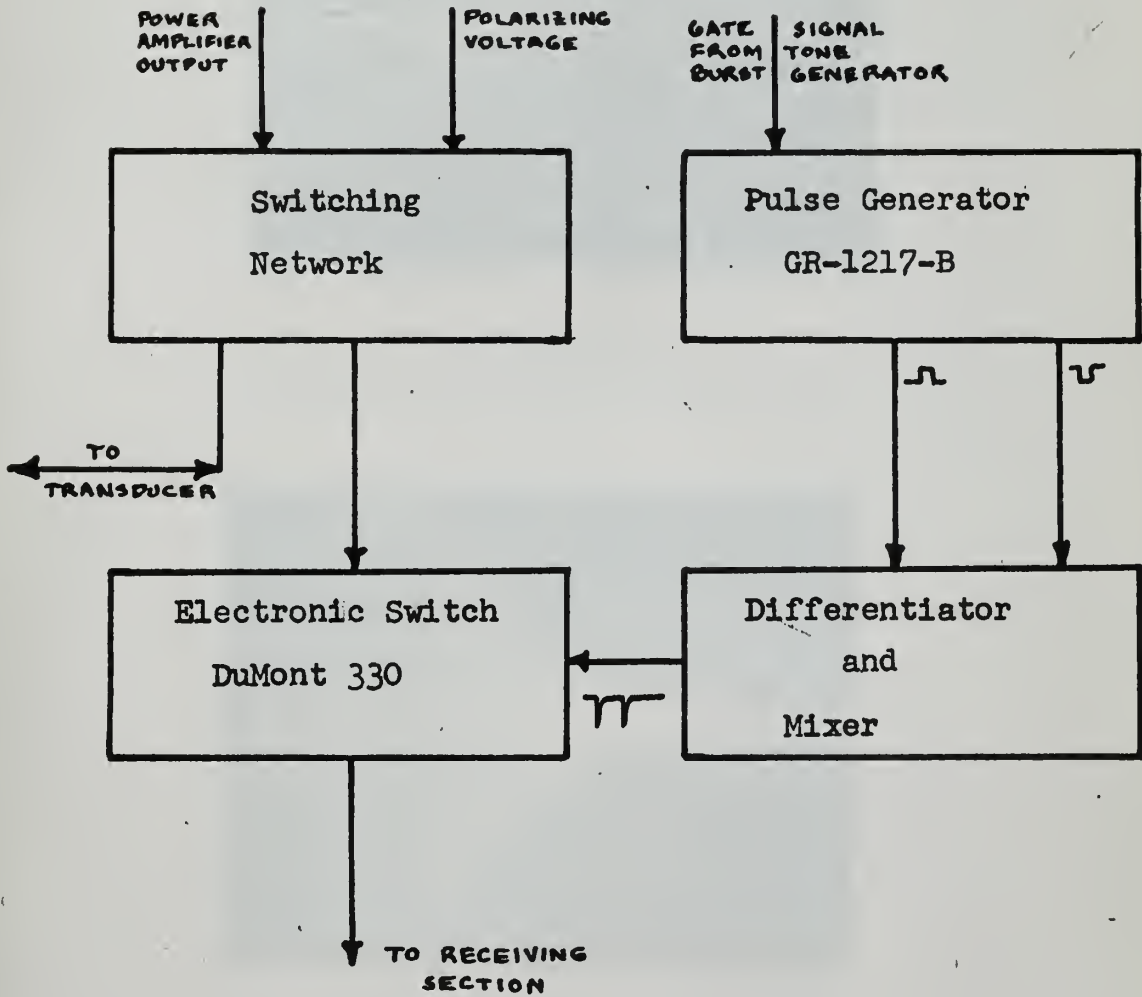 POWER
AMPLIFIER
OUTPUT
POLARIZING
VOLTAGE
GATE SIGNAL
FROM TONE
BURST GENERATOR
Switching
Network
Pulse Generator
GR-1217-B
TO
TRANSDUCER
Electronic Switch
DuMont 330
Differentiator
and
Mixer
TO RECEIVING
SECTION